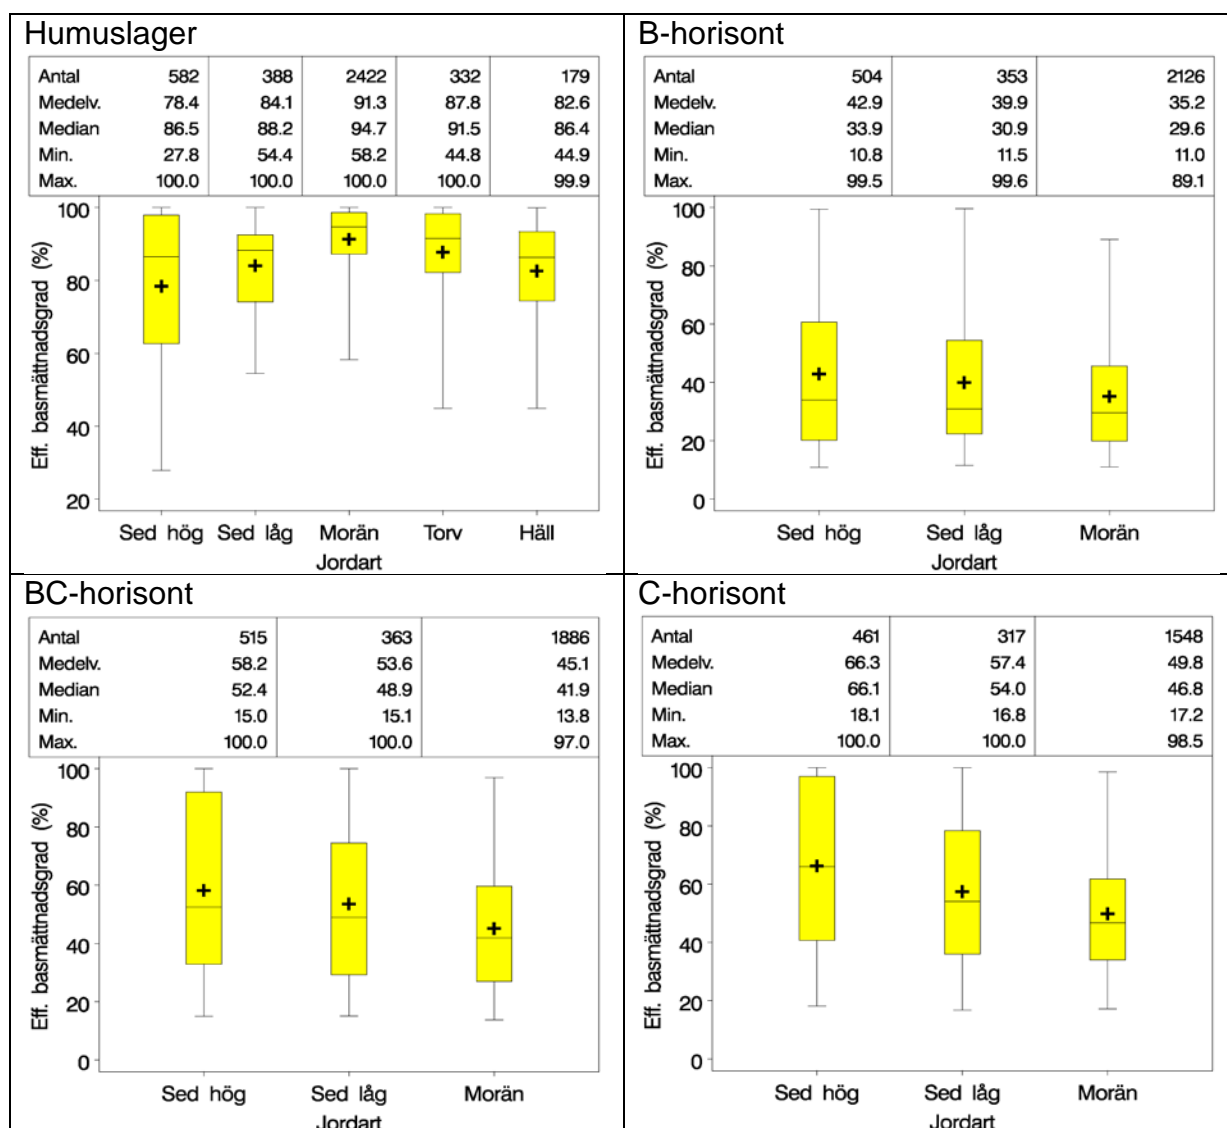 Humuslager
Antal 582 388 2422 332 179
Medelv. 78.4 84.1 91.3 87.8 82.6
Median 86.5 88.2 94.7 91.5 86.4
Min. 27.8 54.4 58.2 44.8 44.9
Max. 100.0 100.0 100.0 100.0 99.9
Eff. basmättnadsgrad (%)
100
80
60
40
20
Sed hög Sed låg Morän Torv Häll
Jordart
B-horisont
Antal 504 353 2126
Medelv. 42.9 39.9 35.2
Median 33.9 30.9 29.6
Min. 10.8 11.5 11.0
Max. 99.5 99.6 89.1
Eff. basmättnadsgrad (%)
100
80
60
40
20
0
Sed hög Sed låg Morän
Jordart
BC-horisont
Antal 515 363 1886
Medelv. 58.2 53.6 45.1
Median 52.4 48.9 41.9
Min. 15.0 15.1 13.8
Max. 100.0 100.0 97.0
Eff. basmättnadsgrad (%)
100
80
60
40
20
0
Sed hög Sed låg Morän
Jordart
C-horisont
Antal 461 317 1548
Medelv. 66.3 57.4 49.8
Median 66.1 54.0 46.8
Min. 18.1 16.8 17.2
Max. 100.0 100.0 98.5
Eff. basmättnadsgrad (%)
100
80
60
40
20
0
Sed hög Sed låg Morän
Jordart